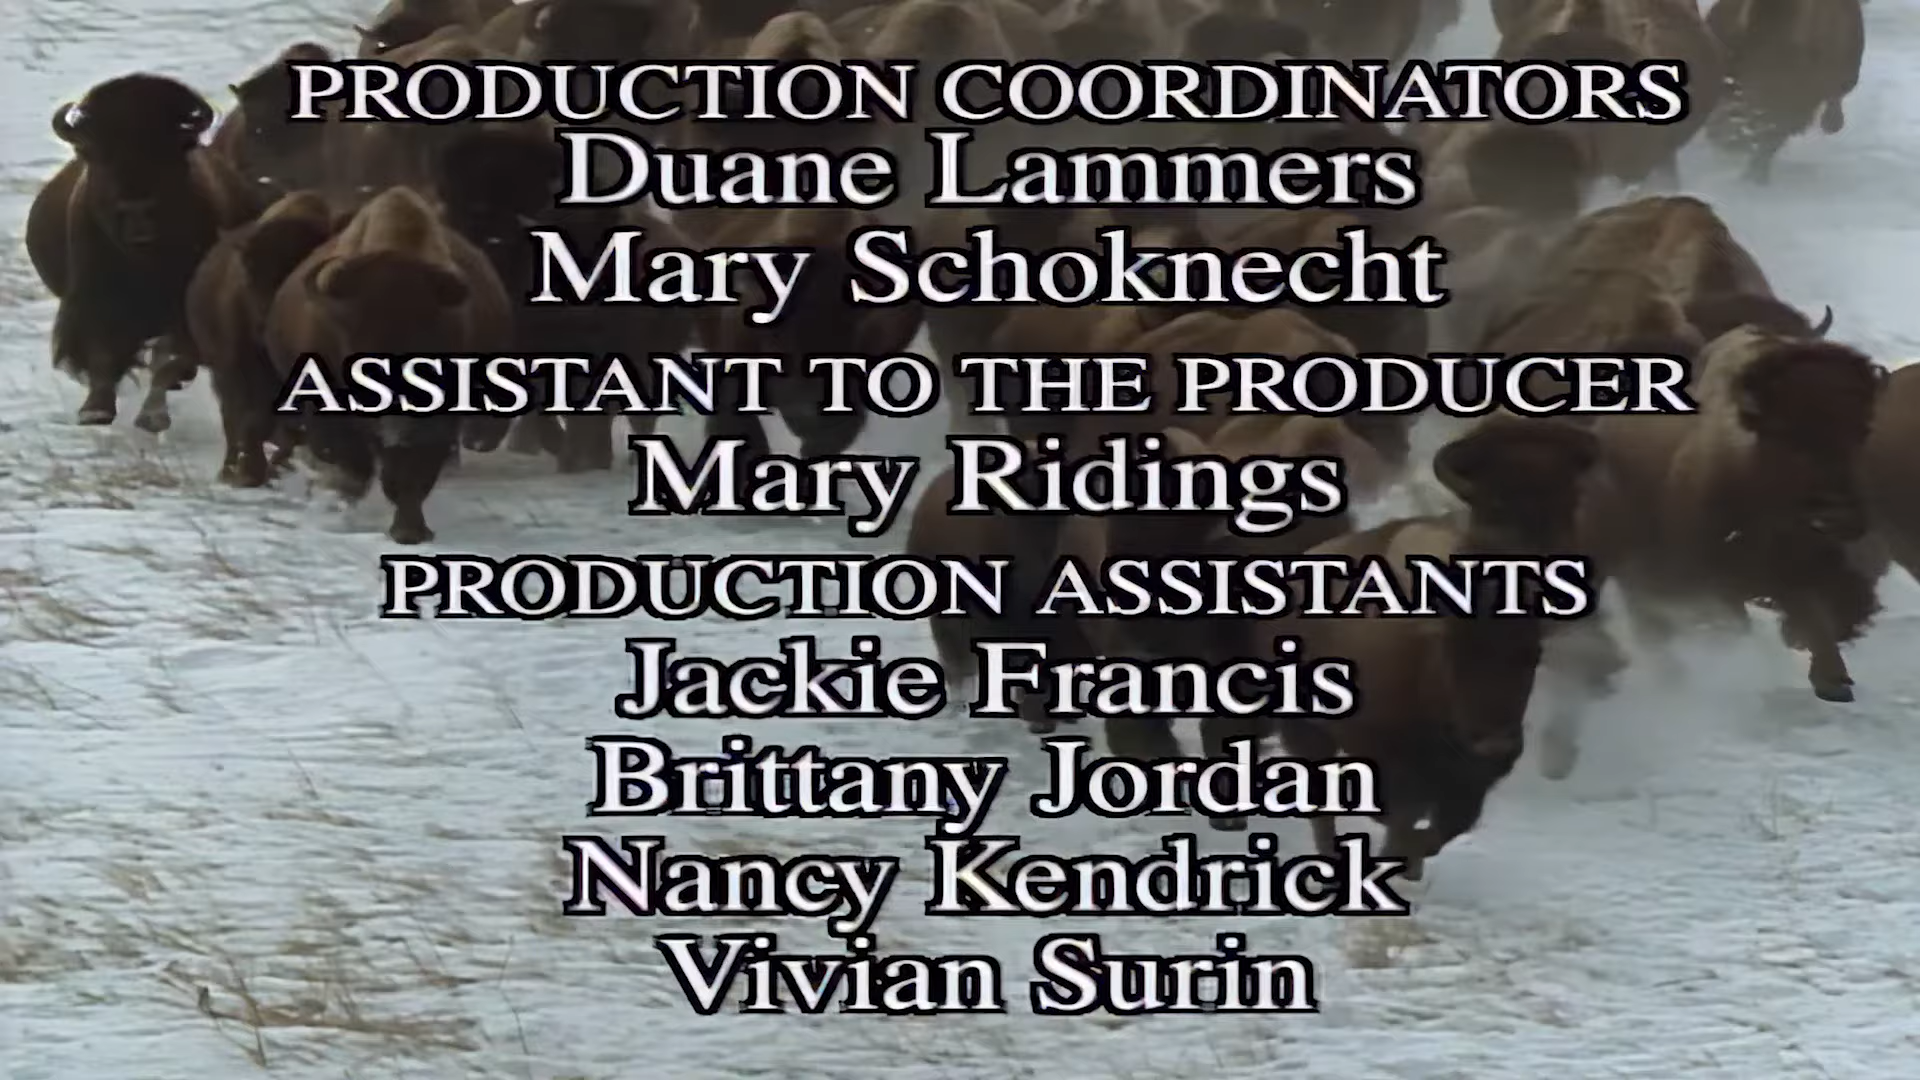 PRODUCTION COORDINATORS
Duane Lammers
Mary Schoknecht
ASSISTANT TO THE PRODUCER
Mary Ridings
PRODUCTION ASSISTANTS
Jackie Francis
Brittany Jordan
Nancy Kendrick
Vivian Surin